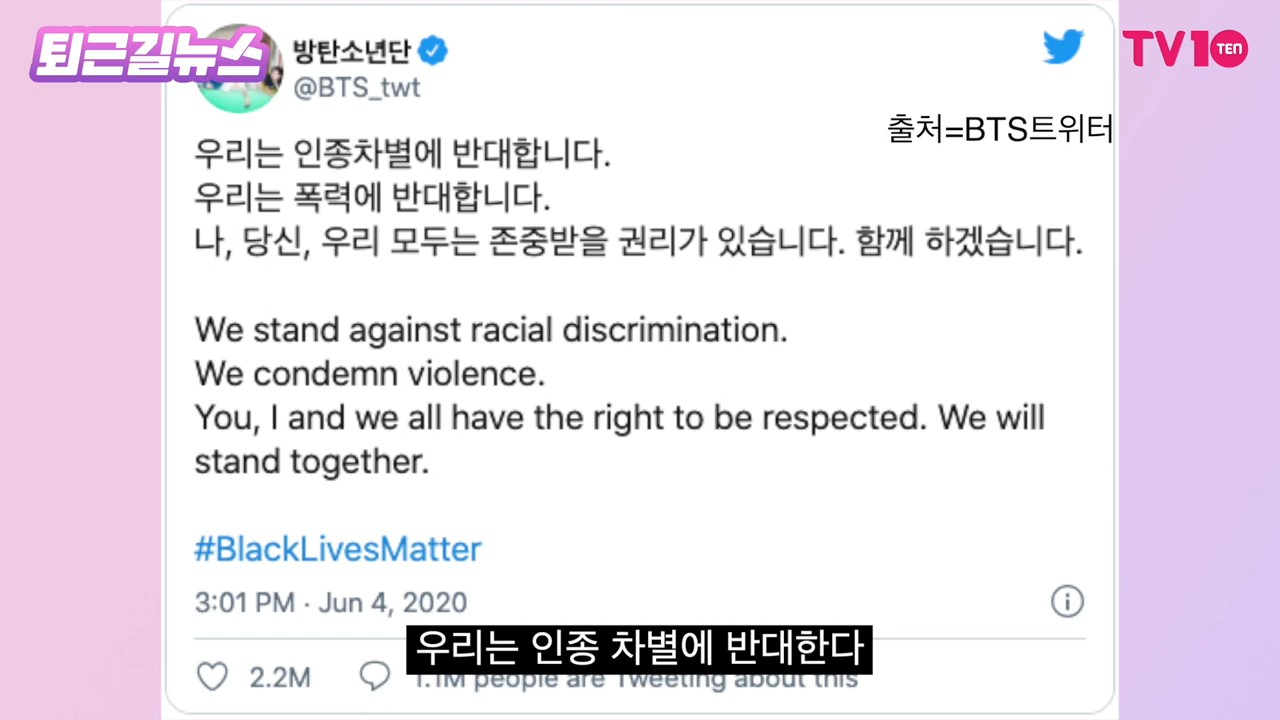 퇴근길뉴스
방탄소년단
@BTS_twt
TV10 TEN
출처=BTS트위터
우리는 인종차별에 반대합니다.
우리는 폭력에 반대합니다.
나, 당신, 우리 모두는 존중받을 권리가 있습니다. 함께 하겠습니다.
We stand against racial discrimination.
We condemn violence.
You, I and we all have the right to be respected. We will
stand together.
#BlackLivesMatter
3:01 PM · Jun 4, 2020
우리는 인종 차별에 반대한다
2.2M 1.1M people are Tweeting about this